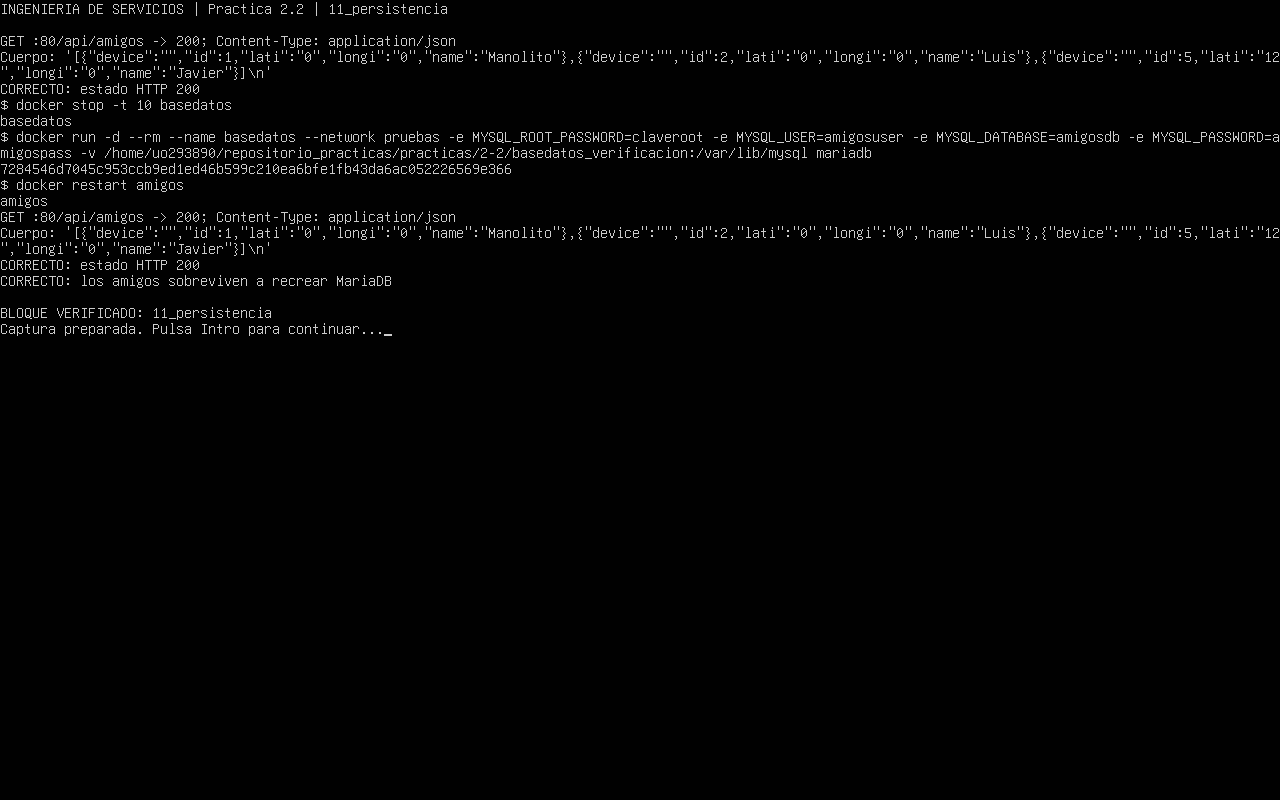 INGENIERIA DE SERVICIOS | Practica 2.2 | 11_persistencia
GET :80/api/amigos -> 200; Content-Type: application/json
Cuerpo: '[{"device":"","id":1,"lati":"0","longi":"0","name":"Manolito"},{"device":"","id":2,"lati":"0","longi":"0","name":"Luis"},{"device":"","id":5,"lati":"12
","longi":"0","name":"Javier"}]\n'
CORRECTO: estado HTTP 200
$ docker stop -t 10 basedatos
basedatos
$ docker run -d --rm --name basedatos --network pruebas -e MYSQL_ROOT_PASSWORD=claveroot -e MYSQL_USER=amigosuser -e MYSQL_DATABASE=amigosdb -e MYSQL_PASSWORD=a
migospass -v /home/uo293890/repositorio_practicas/practicas/2-2/basedatos_verificacion:/var/lib/mysql mariadb
7284546d7045c953ccb9ed1ed46b599c210ea6bfe1fb43da6ac052226569e366
$ docker restart amigos
amigos
GET :80/api/amigos -> 200; Content-Type: application/json
Cuerpo: '[{"device":"","id":1,"lati":"0","longi":"0","name":"Manolito"},{"device":"","id":2,"lati":"0","longi":"0","name":"Luis"},{"device":"","id":5,"lati":"12
","longi":"0","name":"Javier"}]\n'
CORRECTO: estado HTTP 200
CORRECTO: los amigos sobreviven a recrear MariaDB
BLOQUE VERIFICADO: 11_persistencia
Captura preparada. Pulsa Intro para continuar..._